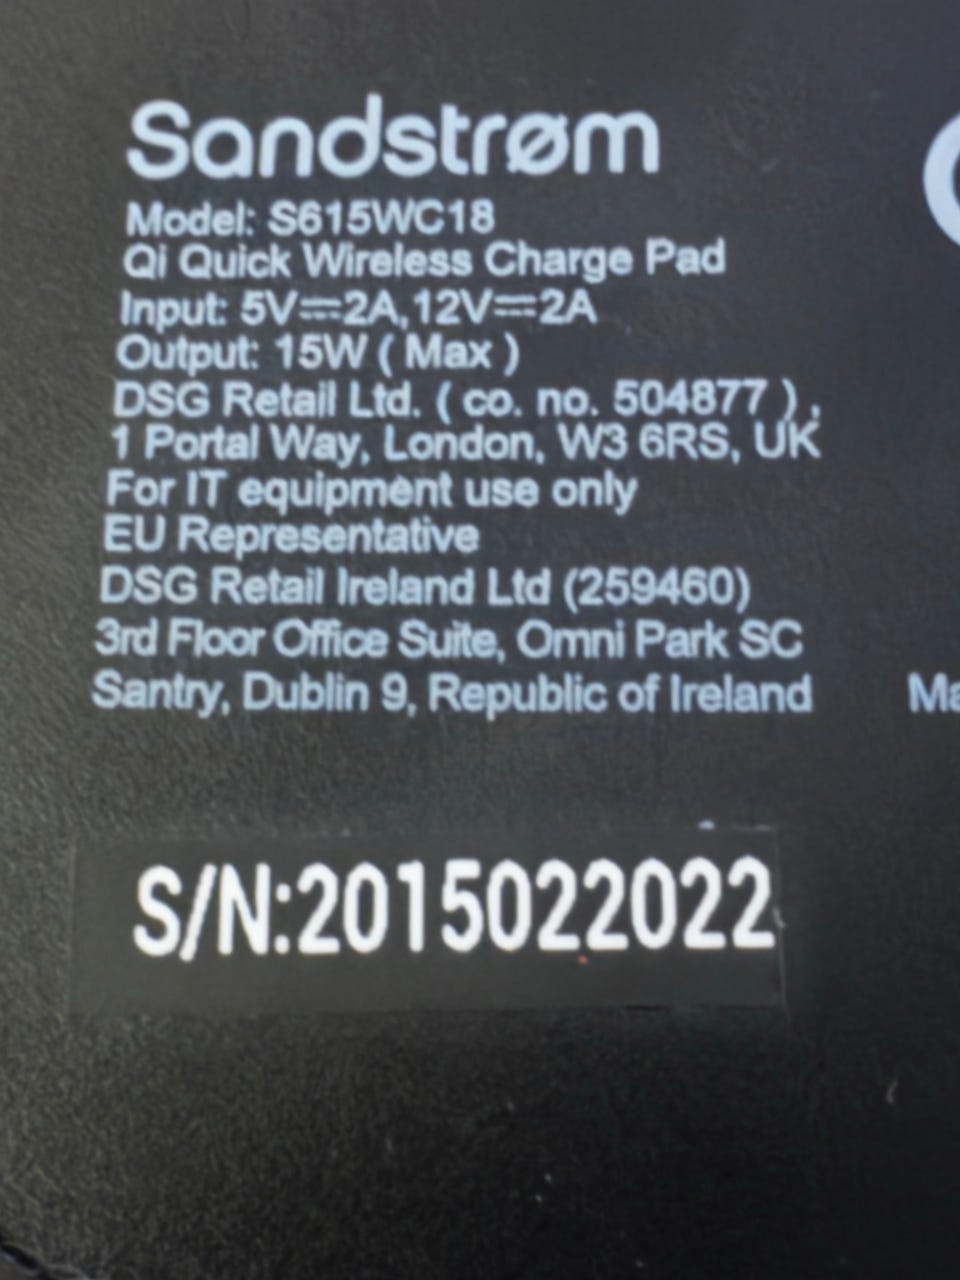 Sandstrøm
Model: S615WC18
Qi Quick Wireless Charge Pad
Input: 5V⎓2A,12V⎓2A
Output: 15W ( Max )
DSG Retail Ltd. ( co. no. 504877 ) ,
1 Portal Way, London, W3 6RS, UK
For IT equipment use only
EU Representative
DSG Retail Ireland Ltd (259460)
3rd Floor Office Suite, Omni Park SC
Santry, Dublin 9, Republic of Ireland
S/N:2015022022